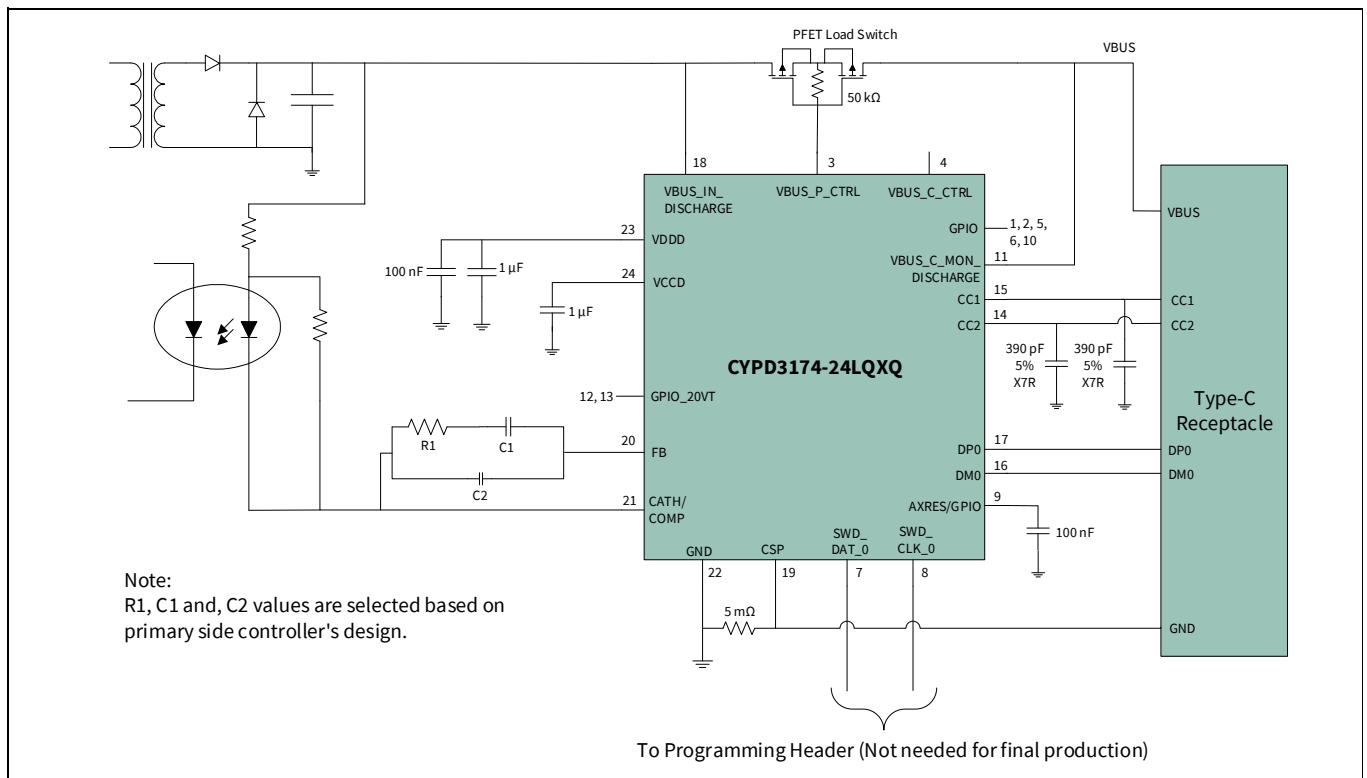 PFET Load Switch
VBUS
50 kΩ
18
3
4
VBUS_IN_
DISCHARGE
VBUS_P_CTRL
VBUS_C_CTRL
VBUS
23
VDDD
GPIO
1, 2, 5,
6, 10
100 nF
1 µF
VBUS_C_MON_
DISCHARGE
11
24
VCCD
1 µF
CC1
15
CC1
CC2
14
CC2
390 pF
5%
X7R
390 pF
5%
X7R
CYPD3174-24LQXQ
Type-C
Receptacle
12, 13
GPIO_20VT
R1
C1
C2
20
FB
DP0
17
DP0
DM0
16
DM0
21
CATH/
COMP
AXRES/GPIO
9
100 nF
GND
CSP
SWD_
DAT_0
SWD_
CLK_0
22
19
7
8
5 mΩ
GND
Note:
R1, C1 and, C2 values are selected based on
primary side controller's design.
To Programming Header (Not needed for final production)